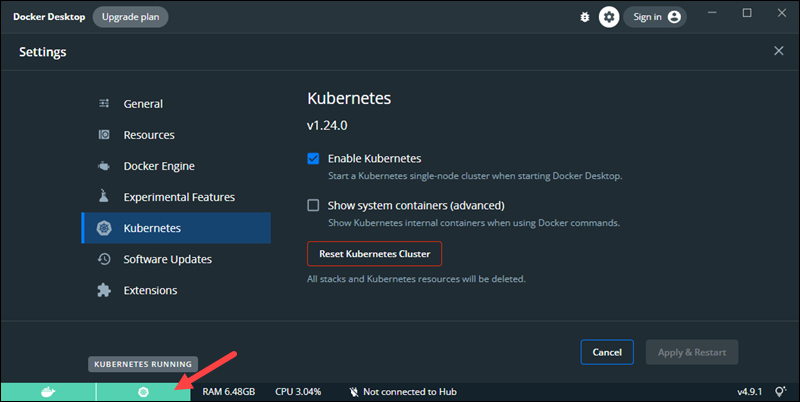 Docker Desktop Upgrade plan Sign in
Settings
General
Resources
Docker Engine
Experimental Features
Kubernetes
Software Updates
Extensions
Kubernetes
v1.24.0
Enable Kubernetes
Start a Kubernetes single-node cluster when starting Docker Desktop.
Show system containers (advanced)
Show Kubernetes internal containers when using Docker commands.
Reset Kubernetes Cluster
All stacks and Kubernetes resources will be deleted.
Cancel Apply & Restart
KUBERNETES RUNNING
RAM 6.48GB CPU 3.04% Not connected to Hub v4.9.1